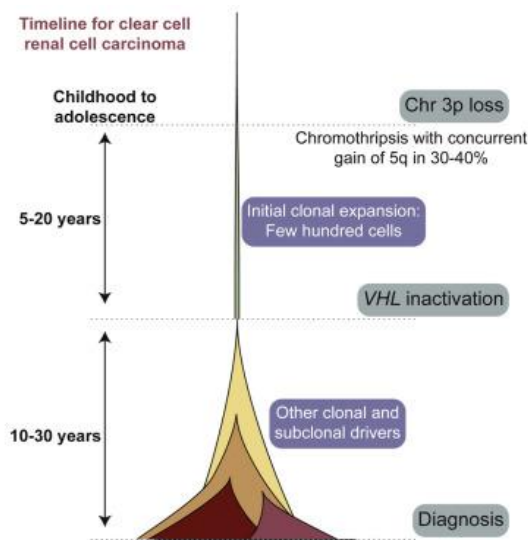 Timeline for clear cell
renal cell carcinoma
Childhood to
adolescence
Chr 3p loss
Chromothripsis with concurrent
gain of 5q in 30-40%
5-20 years
Initial clonal expansion:
Few hundred cells
VHL inactivation
10-30 years
Other clonal and
subclonal drivers
Diagnosis